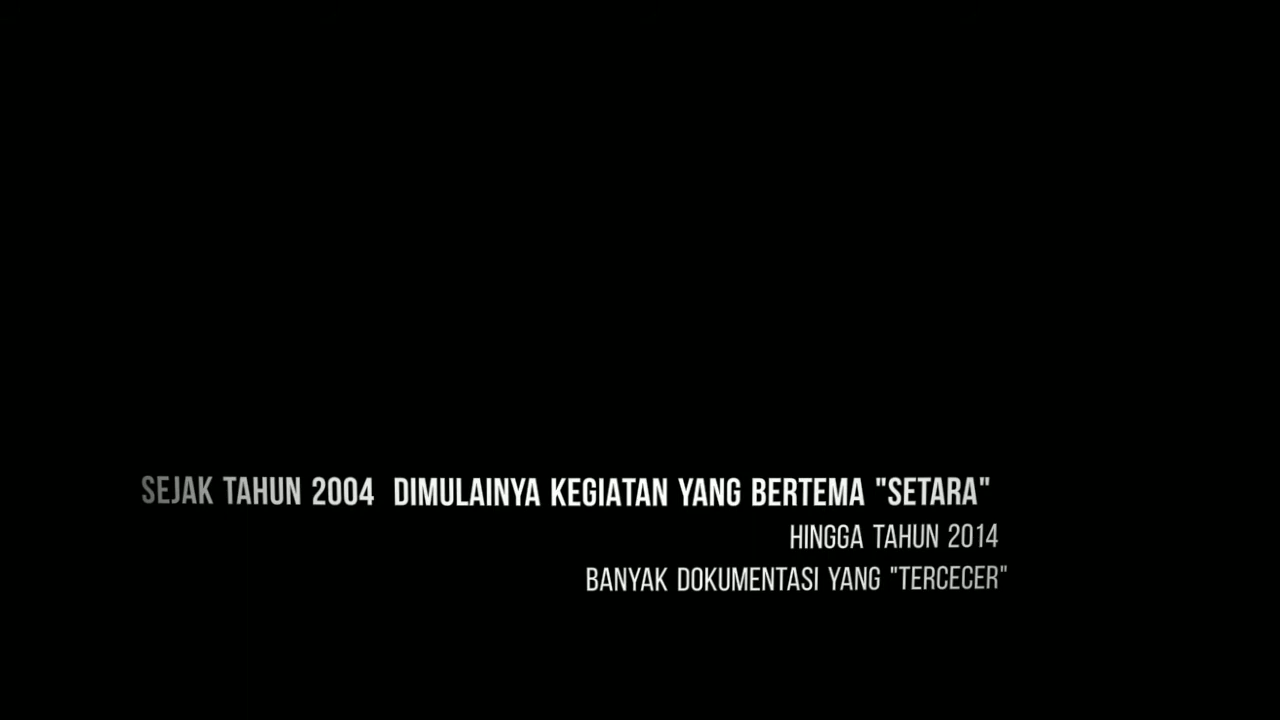 SEJAK TAHUN 2004 DIMULAINYA KEGIATAN YANG BERTEMA "SETARA"
HINGGA TAHUN 2014
BANYAK DOKUMENTASI YANG "TERCECER"